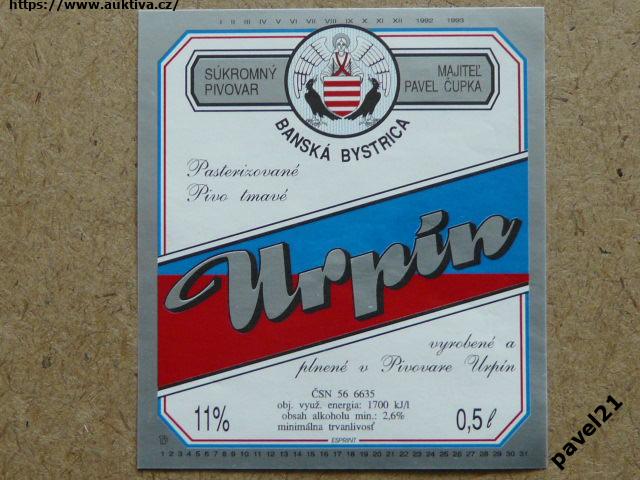 https://www.auktiva.cz/
I II III IV V VI VII VIII IX X XI XII 1992 1993
SÚKROMNÝ
PIVOVAR
MAJITEĽ
PAVEL ČUPKA
BANSKÁ BYSTRICA
Pasterizované
Pivo tmavé
Urpín
vyrobené a
plnené v Pivovare Urpín
ČSN 56 6635
obj. využ. energia: 1700 kJ/l
obsah alkoholu min.: 2,6%
minimálna trvanlivosť
11%
0,5 l
ESPRINT
1 2 3 4 5 6 7 8 9 10 11 12 13 14 15 16 17 18 19 20 21 22 23 24 25 26 27 28 29 30 31
pavel21